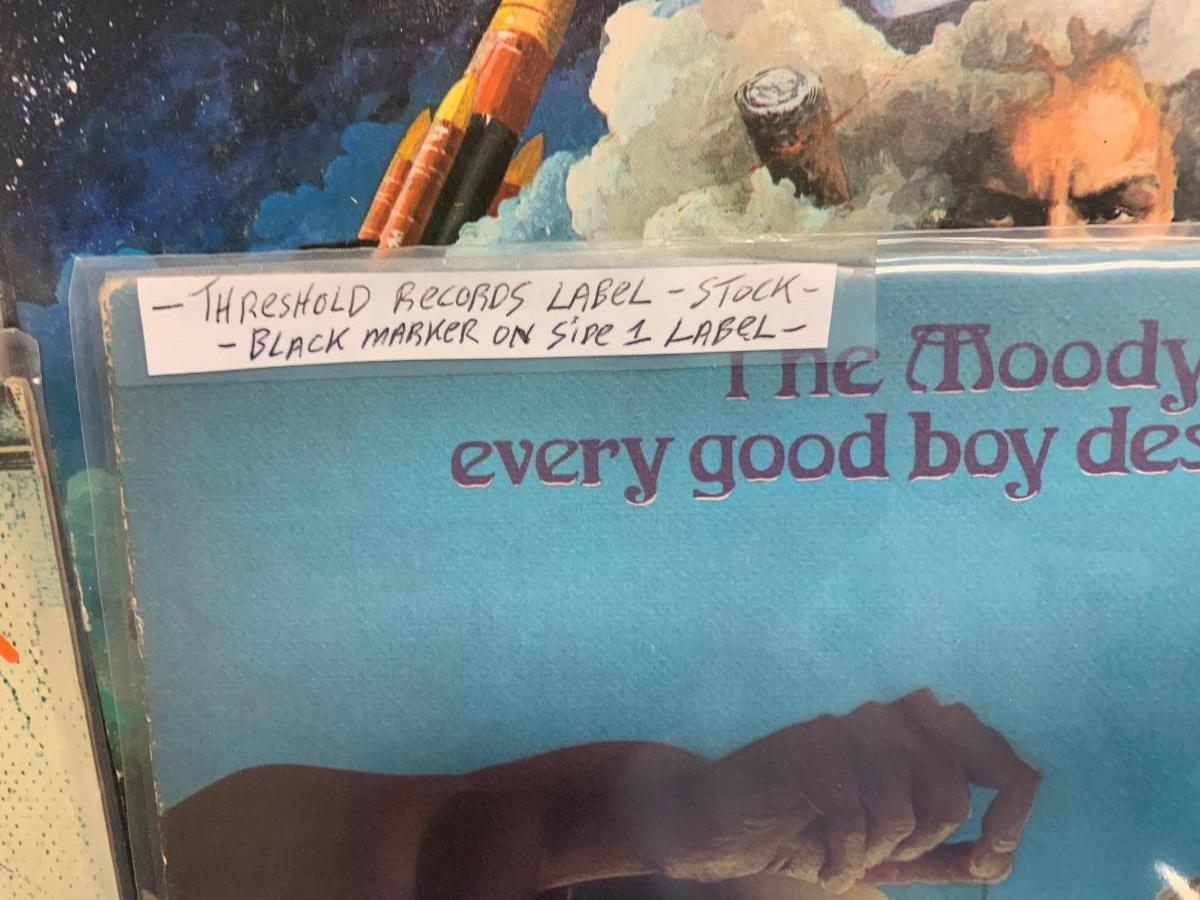 - THRESHOLD RECORDS LABEL - STOCK -
- BLACK MARKER ON SIDE 1 LABEL -
The Moody
every good boy des